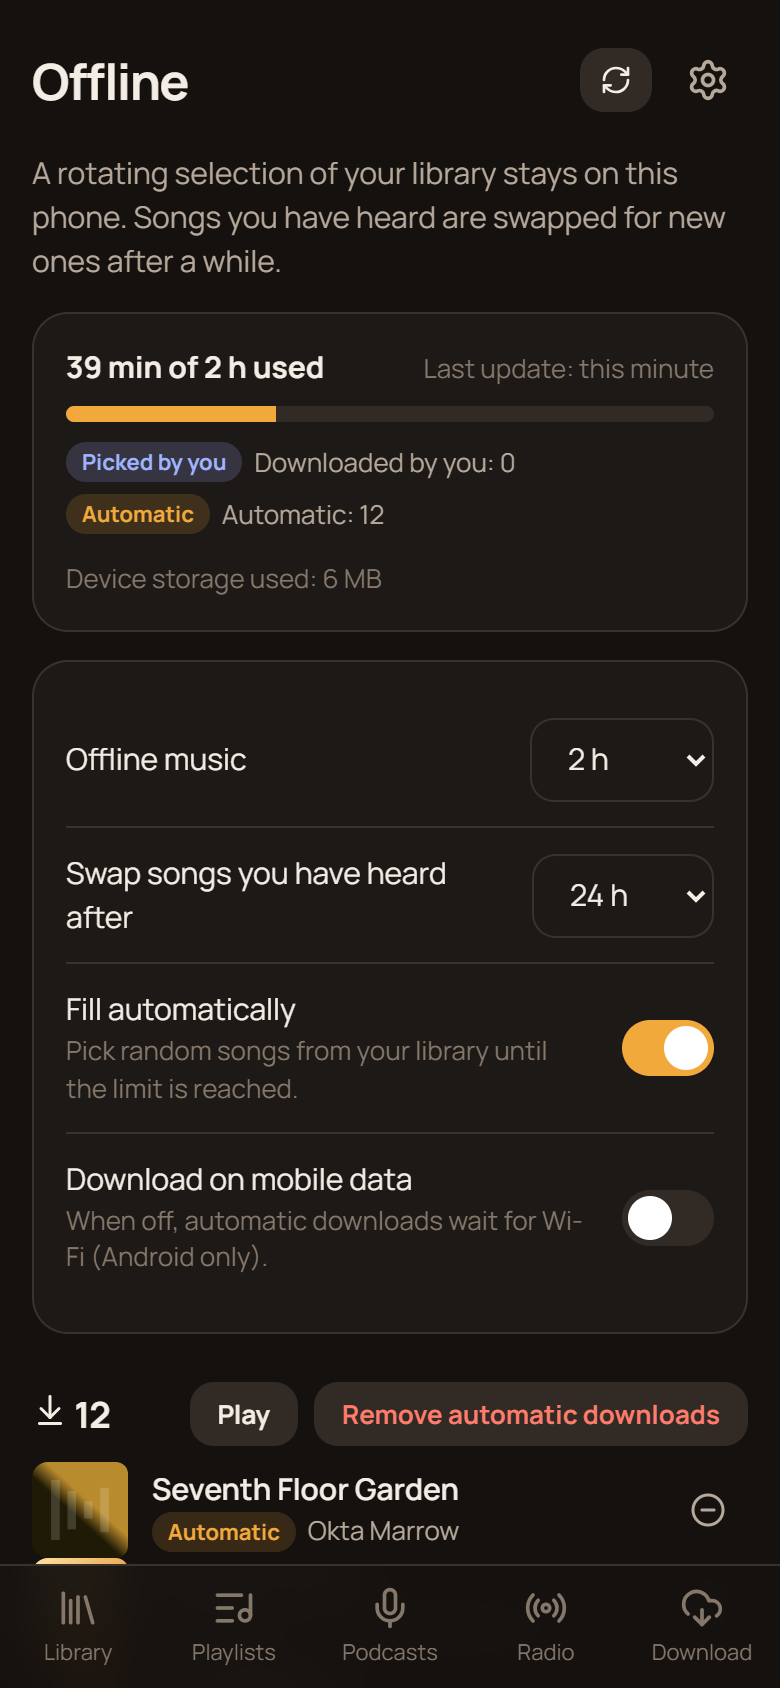 Offline
A rotating selection of your library stays on this
phone. Songs you have heard are swapped for new
ones after a while.
39 min of 2 h used
Last update: this minute
Picked by you
Downloaded by you: 0
Automatic
Automatic: 12
Device storage used: 6 MB
Offline music
2 h
Swap songs you have heard
after
24 h
Fill automatically
Pick random songs from your library until
the limit is reached.
Download on mobile data
When off, automatic downloads wait for Wi-
Fi (Android only).
12
Play
Remove automatic downloads
Seventh Floor Garden
Automatic
Okta Marrow
Library
Playlists
Podcasts
Radio
Download